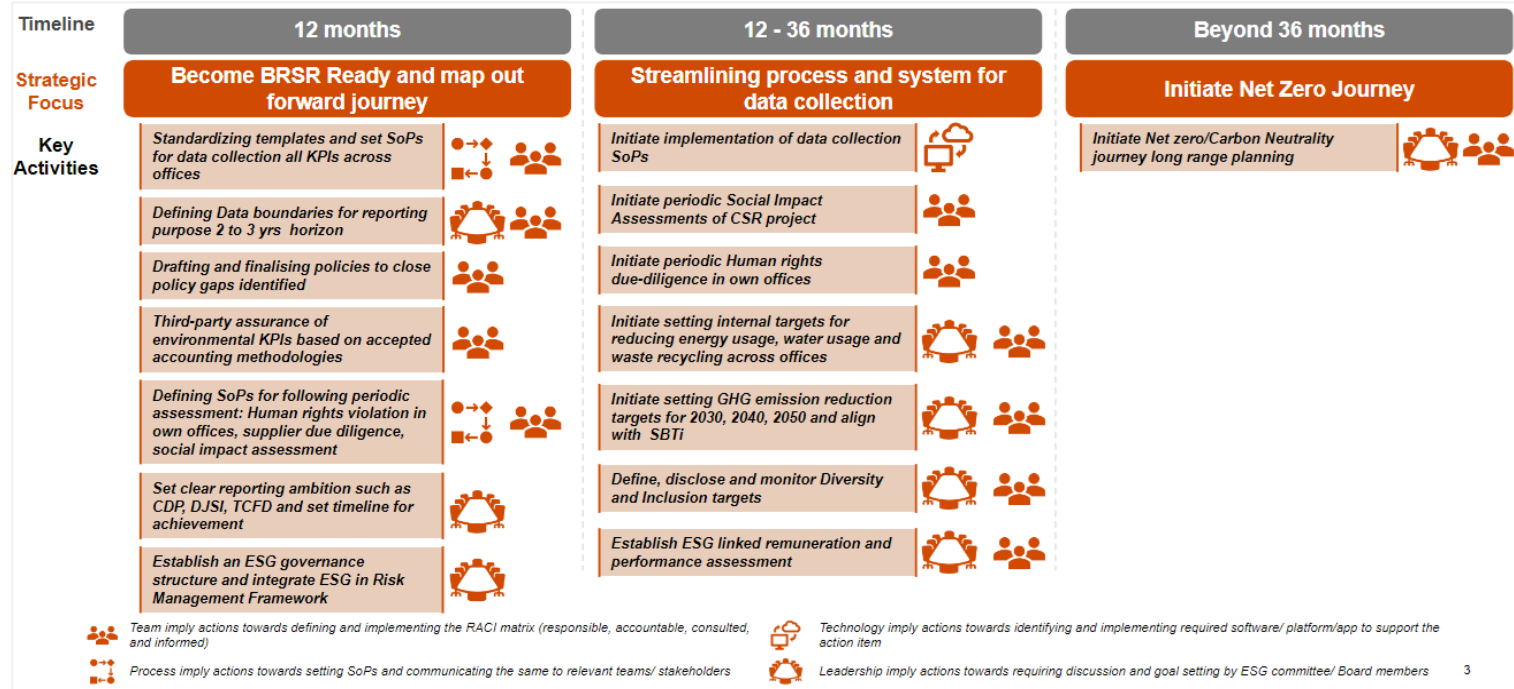 Timeline
12 months
12 - 36 months
Beyond 36 months
Strategic
Focus
Become BRSR Ready and map out
forward journey
Streamlining process and system for
data collection
Initiate Net Zero Journey
Key
Activities
Standardizing templates and set SoPs
for data collection all KPIs across
offices
Defining Data boundaries for reporting
purpose 2 to 3 yrs horizon
Drafting and finalising policies to close
policy gaps identified
Third-party assurance of
environmental KPIs based on accepted
accounting methodologies
Defining SoPs for following periodic
assessment: Human rights violation in
own offices, supplier due diligence,
social impact assessment
Set clear reporting ambition such as
CDP, DJSI, TCFD and set timeline for
achievement
Establish an ESG governance
structure and integrate ESG in Risk
Management Framework
Initiate implementation of data collection
SoPs
Initiate periodic Social Impact
Assessments of CSR project
Initiate periodic Human rights
due-diligence in own offices
Initiate setting internal targets for
reducing energy usage, water usage and
waste recycling across offices
Initiate setting GHG emission reduction
targets for 2030, 2040, 2050 and align
with SBTi
Define, disclose and monitor Diversity
and Inclusion targets
Establish ESG linked remuneration and
performance assessment
Initiate Net zero/Carbon Neutrality
journey long range planning
Team imply actions towards defining and implementing the RACI matrix (responsible, accountable, consulted,
and informed)
Process imply actions towards setting SoPs and communicating the same to relevant teams/ stakeholders
Technology imply actions towards identifying and implementing required software/ platform/app to support the
action item
Leadership imply actions towards requiring discussion and goal setting by ESG committee/ Board members
3